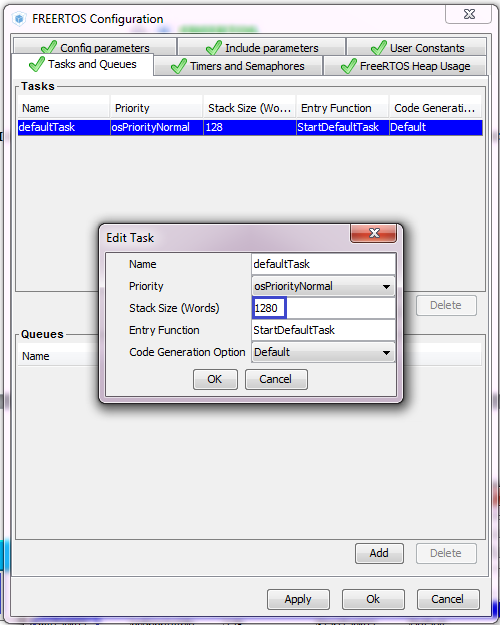 FREERTOS Configuration
Config parameters Include parameters User Constants
Tasks and Queues Timers and Semaphores FreeRTOS Heap Usage
Tasks
Name Priority Stack Size (Wo... Entry Function Code Generati...
defaultTask osPriorityNormal 128 StartDefaultTask Default
Edit Task
Name defaultTask
Priority osPriorityNormal
Stack Size (Words) 1280
Entry Function StartDefaultTask
Code Generation Option Default
OK Cancel
Delete
Queues
Name
Add Delete
Apply Ok Cancel